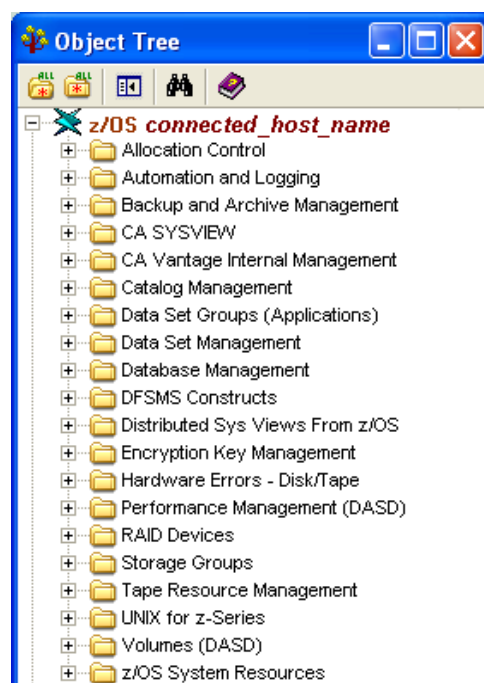 Object Tree
ALL ALL
z/OS connected_host_name
Allocation Control
Automation and Logging
Backup and Archive Management
CA SYSVIEW
CA Vantage Internal Management
Catalog Management
Data Set Groups (Applications)
Data Set Management
Database Management
DFSMS Constructs
Distributed Sys Views From z/OS
Encryption Key Management
Hardware Errors - Disk/Tape
Performance Management (DASD)
RAID Devices
Storage Groups
Tape Resource Management
UNIX for z-Series
Volumes (DASD)
z/OS System Resources